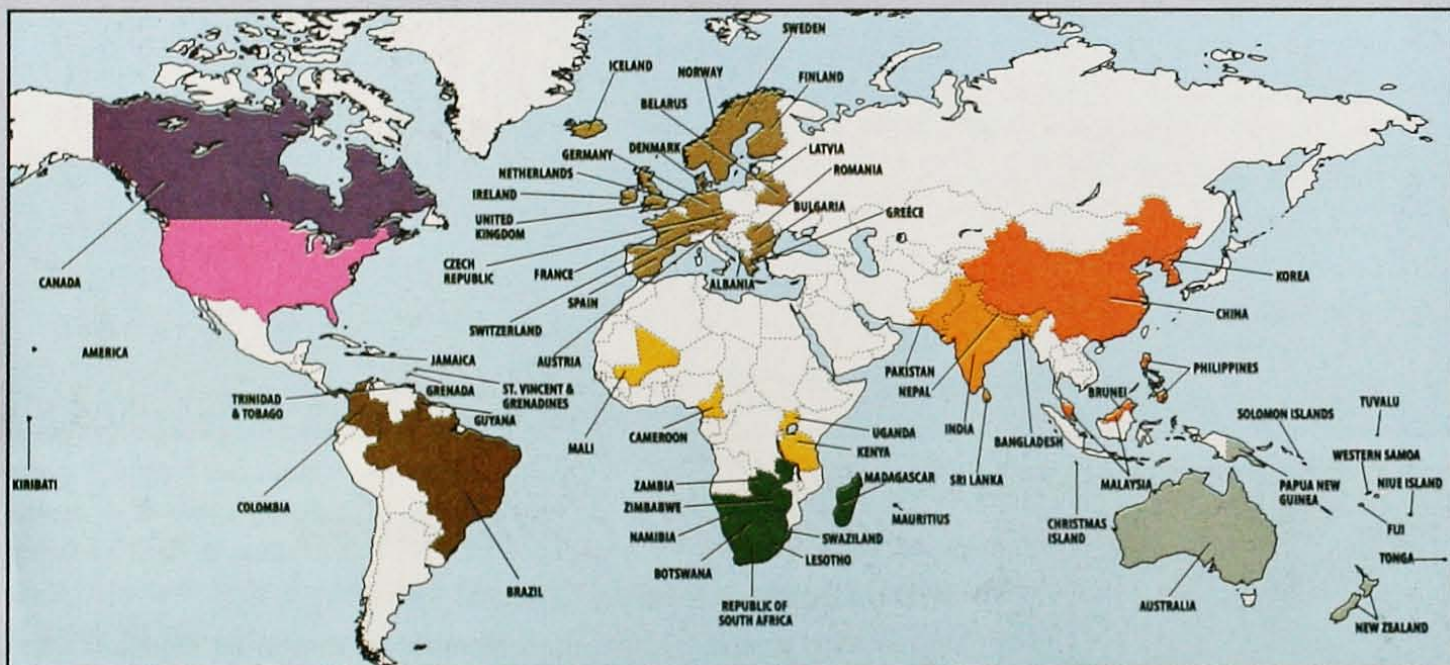 SWEDEN
ICELAND
NORWAY
FINLAND
BELARUS
DENMARK
GERMANY
LATVIA
NETHERLANDS
ROMANIA
IRELAND
BULGARIA
UNITED
KINGDOM
GREECE
CZECH
REPUBLIC
FRANCE
ALBANIA
SPAIN
SWITZERLAND
AUSTRIA
CANADA
KOREA
CHINA
AMERICA
JAMAICA
PAKISTAN
NEPAL
PHILIPPINES
BRUNEI
TRINIDAD
& TOBAGO
GRENADA
ST. VINCENT &
GRENADINES
GUYANA
MALI
CAMEROON
UGANDA
KENYA
INDIA
BANGLADESH
SOLOMON ISLANDS
TUVALU
WESTERN SAMOA
KIRIBATI
COLOMBIA
ZAMBIA
MADAGASCAR
SRI LANKA
MALAYSIA
PAPUA NEW
GUINEA
NIUE ISLAND
ZIMBABWE
MAURITIUS
CHRISTMAS
ISLAND
FIJI
NAMIBIA
SWAZILAND
LESOTHO
TONGA
BOTSWANA
BRAZIL
REPUBLIC OF
SOUTH AFRICA
AUSTRALIA
NEW ZEALAND